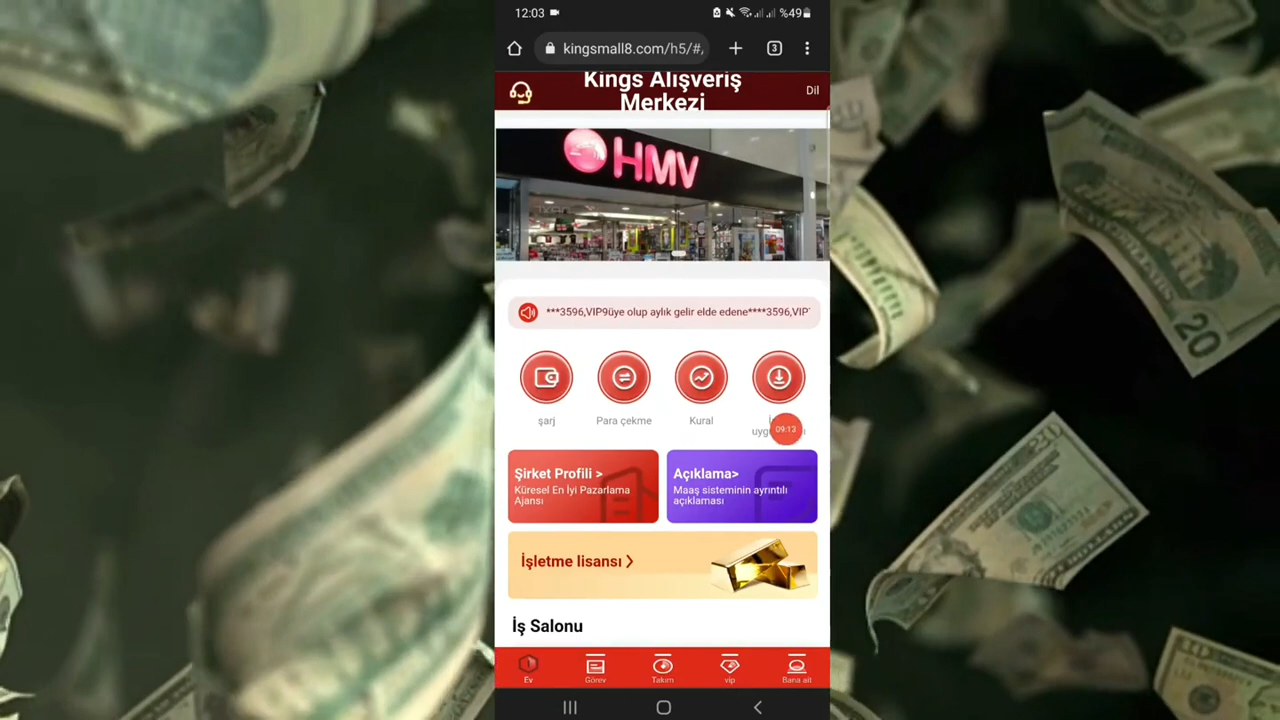 12:03
%49
kingsmall8.com/h5/#,
3
Kings Alışveriş
Merkezi
Dil
HMV
***3596,VIP9üye olup aylık gelir elde edene****3596,VIP
şarj
Para çekme
Kural
09:13
Şirket Profili >
Küresel En İyi Pazarlama
Ajansı
Açıklama>
Maaş sisteminin ayrıntılı
açıklaması
İşletme lisansı >
İş Salonu
Ev
Görev
Takım
vip
Bana ait
20